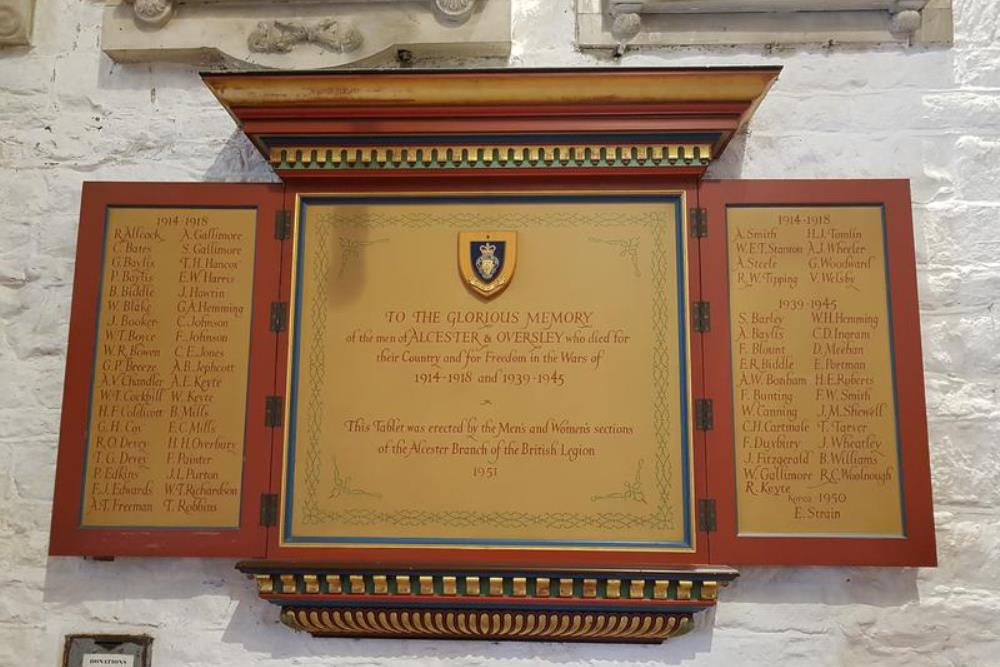 1914-1918
R. Allcock A. Gallimore
C. Bates S. Gallimore
G. Baylis T. H. Hancox
P. Baylis E. W. Harris
B. Biddle J. Hawtin
W. Blake G. A. Hemming
J. Booker C. Johnson
W. T. Boyce F. Johnson
W. R. Bowen C. E. Jones
G. P. Breeze A. B. Jephcott
A. V. Chandler A. E. Keyte
W. T. Cockbill W. Keyte
H. E. Coldicott B. Mills
G. H. Cox E. C. Mills
R. O. Devey H. H. Overbury
T. G. Devey F. Painter
P. Edkins J. L. Purton
F. J. Edwards W. T. Richardson
A. T. Freeman T. Robbins
TO THE GLORIOUS MEMORY
of the men of ALCESTER & OVERSLEY who died for
their Country and for Freedom in the Wars of
1914-1918 and 1939-1945
This Tablet was erected by the Men's and Women's sections
of the Alcester Branch of the British Legion
1951
1914-1918
A. Smith H. J. Tomlin
W. E. T. Stanton A. J. Wheeler
A. Steele G. Woodward
R. W. Tipping V. Welsby
1939-1945
S. Barley W. H. Hemming
A. Baylis C. D. Ingram
F. Blount D. Meehan
E. R. Biddle E. Portman
A. W. Bonham H. E. Roberts
F. Bunting F. W. Smith
W. Canning J. M. Shewell
C. H. Cartmale T. Tarver
F. Duxbury J. Wheatley
J. Fitzgerald B. Williams
W. Gallimore R. C. Woolnough
R. Keyte
Korea 1950
E. Strain
DONATIONS